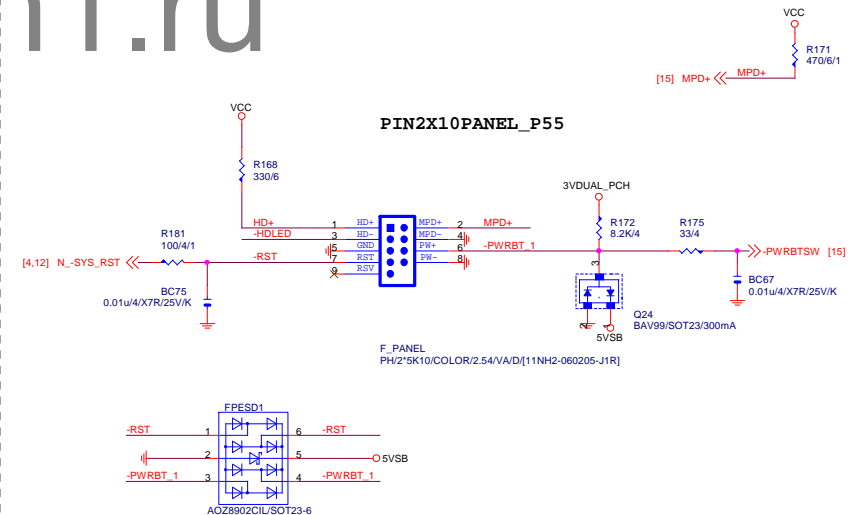 h1.ru
VCC
R171
470/6/1
[15] MPD+
MPD+
PIN2X10PANEL_P55
VCC
R168
330/6
3VDUAL_PCH
R172
8.2K/4
R175
33/4
HD+ 1 HD+ MPD+ 2 MPD+
-HDLED 3 HD- MPD- 4
5 GND PW+ 6 -PWRBT_1
-RST 7 RST PW- 8
9 RSV
R181
100/4/1
[4,12] N_-SYS_RST
-PWRBTSW [15]
BC75
0.01u/4/X7R/25V/K
BC67
0.01u/4/X7R/25V/K
3
2
1
5VSB
Q24
BAV99/SOT23/300mA
F_PANEL
PH/2*5K10/COLOR/2.54/VA/D/[11NH2-060205-J1R]
FPESD1
-RST 1 6 -RST
2 5 5VSB
-PWRBT_1 3 4 -PWRBT_1
AOZ8902CIL/SOT23-6